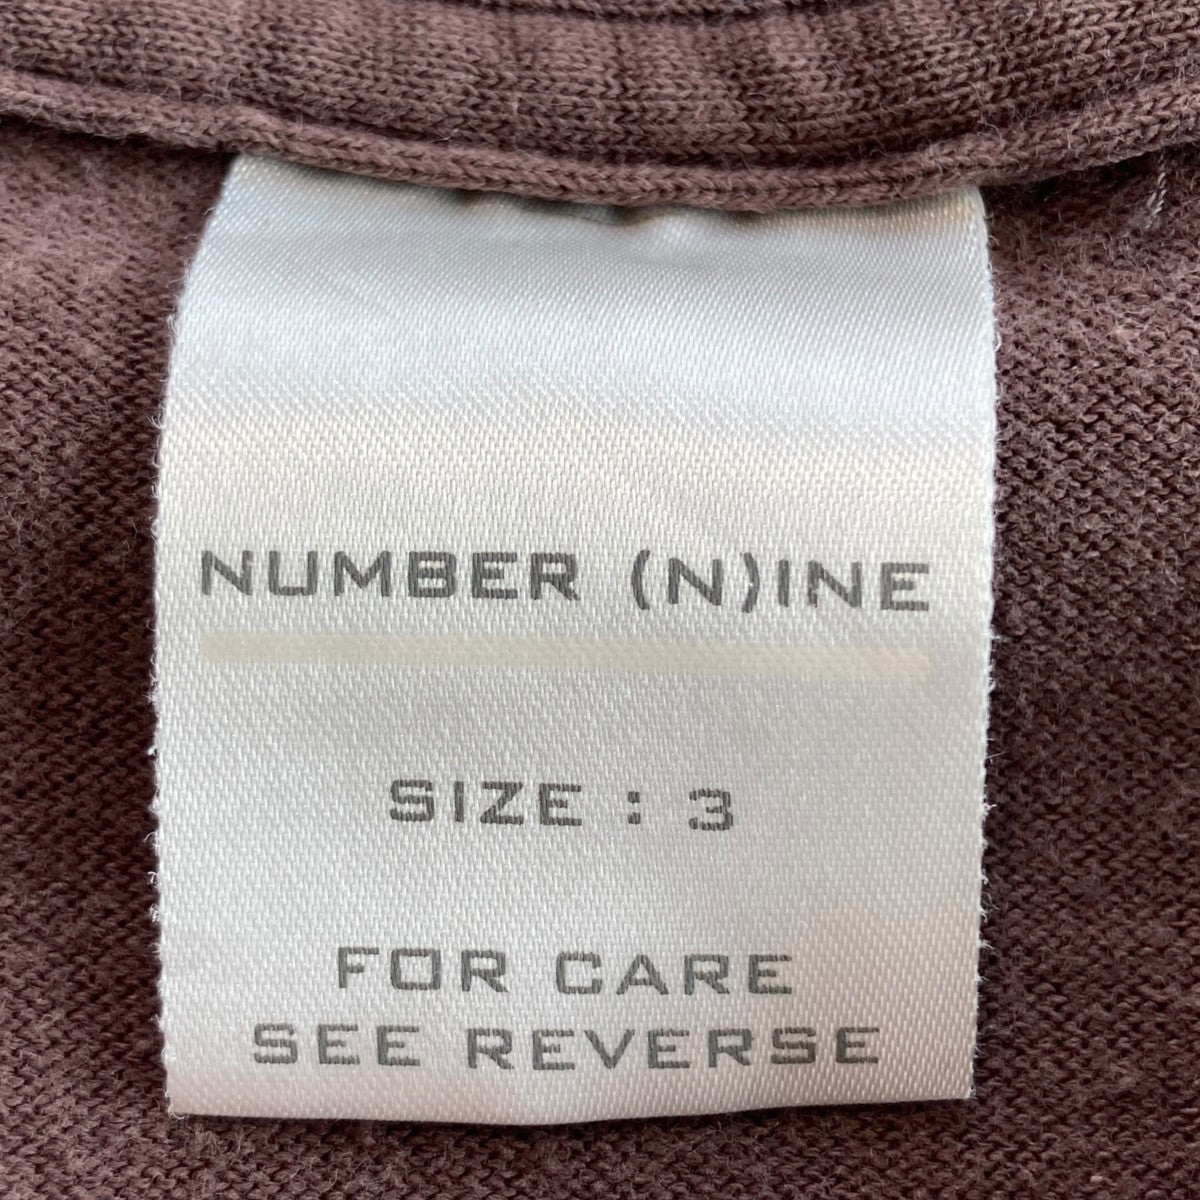 NUMBER (N)INE
SIZE : 3
FOR CARE
SEE REVERSE